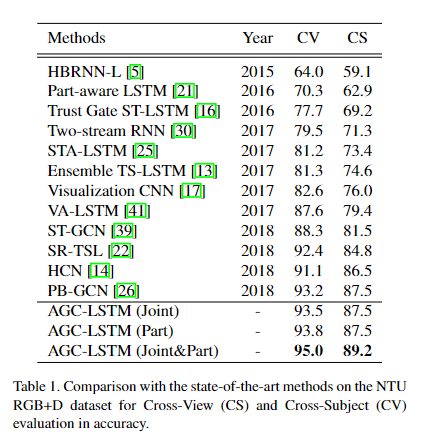 Methods Year CV CS
HBRNN-L [5] 2015 64.0 59.1
Part-aware LSTM [21] 2016 70.3 62.9
Trust Gate ST-LSTM [16] 2016 77.7 69.2
Two-stream RNN [30] 2017 79.5 71.3
STA-LSTM [25] 2017 81.2 73.4
Ensemble TS-LSTM [13] 2017 81.3 74.6
Visualization CNN [17] 2017 82.6 76.0
VA-LSTM [41] 2017 87.6 79.4
ST-GCN [39] 2018 88.3 81.5
SR-TSL [22] 2018 92.4 84.8
HCN [14] 2018 91.1 86.5
PB-GCN [26] 2018 93.2 87.5
AGC-LSTM (Joint) - 93.5 87.5
AGC-LSTM (Part) - 93.8 87.5
AGC-LSTM (Joint&Part) - 95.0 89.2
Table 1. Comparison with the state-of-the-art methods on the NTU
RGB+D dataset for Cross-View (CS) and Cross-Subject (CV)
evaluation in accuracy.